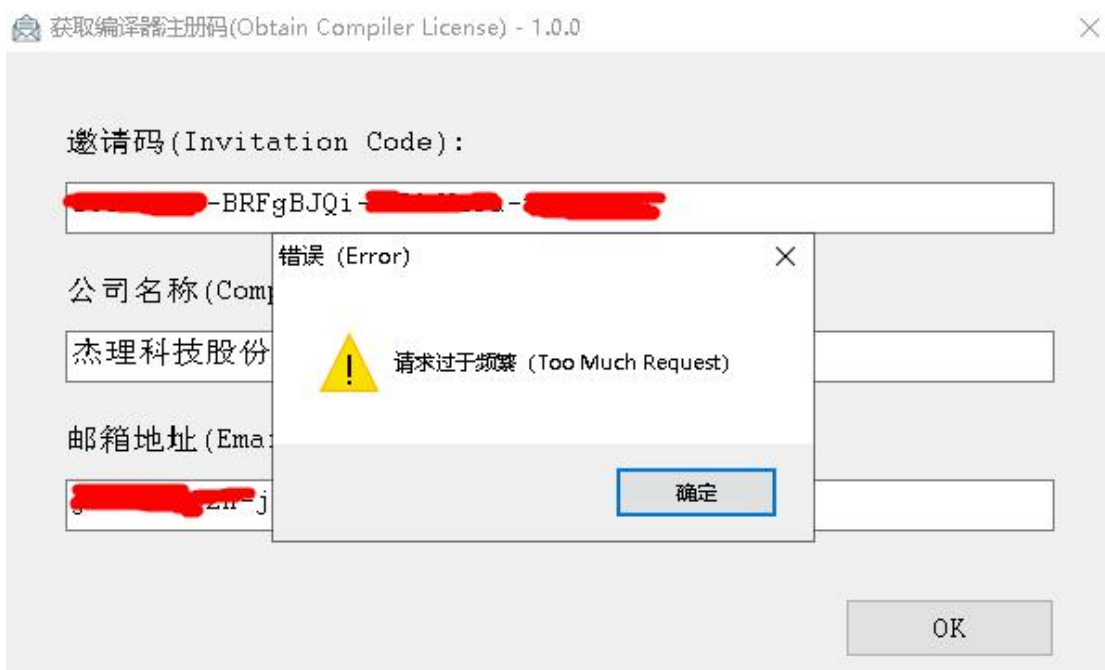 获取编译器注册码(Obtain Compiler License) - 1.0.0
邀请码(Invitation Code):
-BRFgBJQi-
错误 (Error)
公司名称(Comp
杰理科技股份
请求过于频繁 (Too Much Request)
邮箱地址(Emai
确定
OK